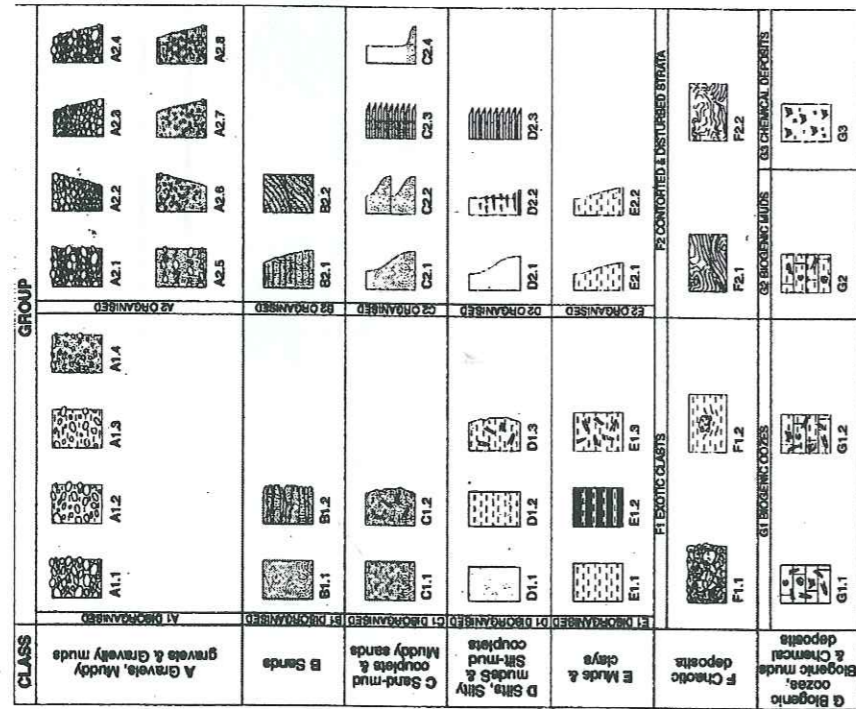 CLASS
GROUP
A Gravels, Muddy
gravels & Gravelly muds
A1 DISORGANISED
A1.1
A1.2
A1.3
A1.4
A2 ORGANISED
A2.1
A2.2
A2.3
A2.4
A2.5
A2.6
A2.7
A2.8
B Sands
B1 DISORGANISED
B1.1
B1.2
B2 ORGANISED
B2.1
B2.2
C Sand-mud
couplets &
Muddy sands
C1 DISORGANISED
C1.1
C1.2
C2 ORGANISED
C2.1
C2.2
C2.3
C2.4
D Silts, Silty
mudsS &
Silt-mud
couplets
D1 DISORGANISED
D1.1
D1.2
D1.3
D2 ORGANISED
D2.1
D2.2
D2.3
E Muds &
clays
E1 DISORGANISED
E1.1
E1.2
E1.3
E2 ORGANISED
E2.1
E2.2
F Chaotic
deposits
F1 EXOTIC CLASTS
F1.1
F1.2
F2 CONTORTED & DISTURBED STRATA
F2.1
F2.2
G Biogenic
oozes,
Biogenic muds
& Chemcal
deposits
G1 BIOGENIC OOZES
G1.1
G1.2
G2 BIOGENIC MUDS
G2
G3 CHEMICAL DEPOSITS
G3